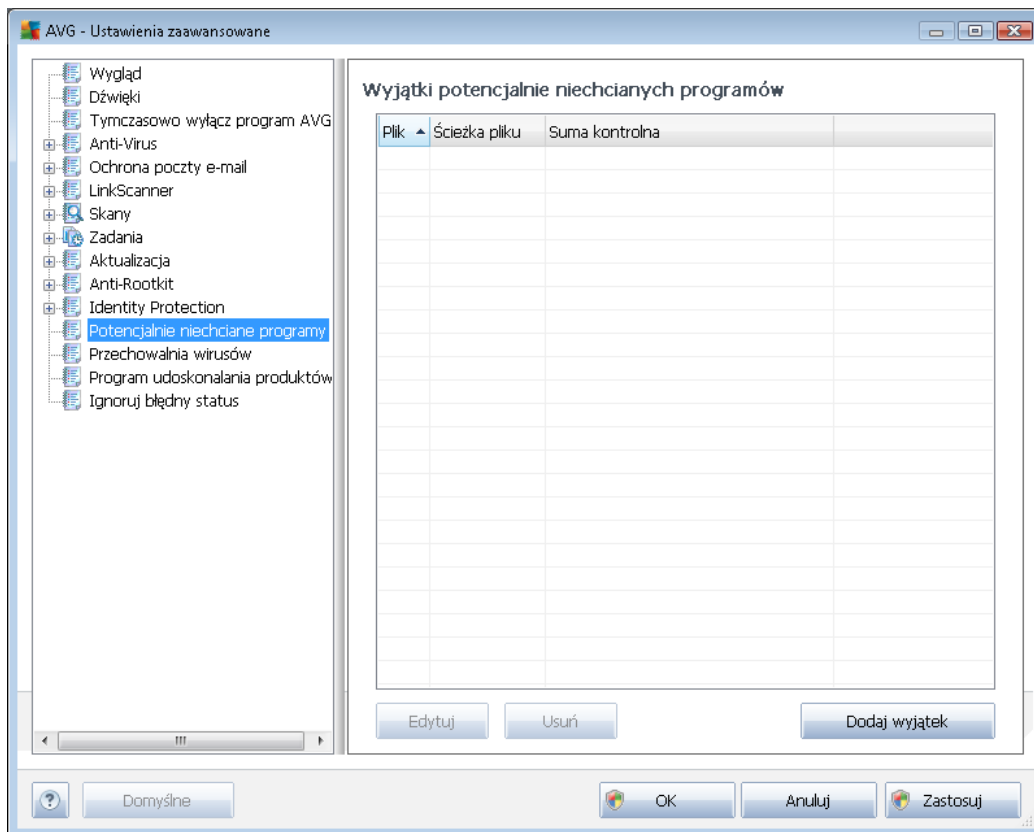 AVG - Ustawienia zaawansowane
Wygląd
Dźwięki
Tymczasowo wyłącz program AVG
Anti-Virus
Ochrona poczty e-mail
LinkScanner
Skany
Zadania
Aktualizacja
Anti-Rootkit
Identity Protection
Potencjalnie niechciane programy
Przechowalnia wirusów
Program udoskonalania produktów
Ignoruj błędny status
Wyjątki potencjalnie niechcianych programów
Plik Ścieżka pliku Suma kontrolna
Edytuj Usuń Dodaj wyjątek
? Domyślne OK Anuluj Zastosuj